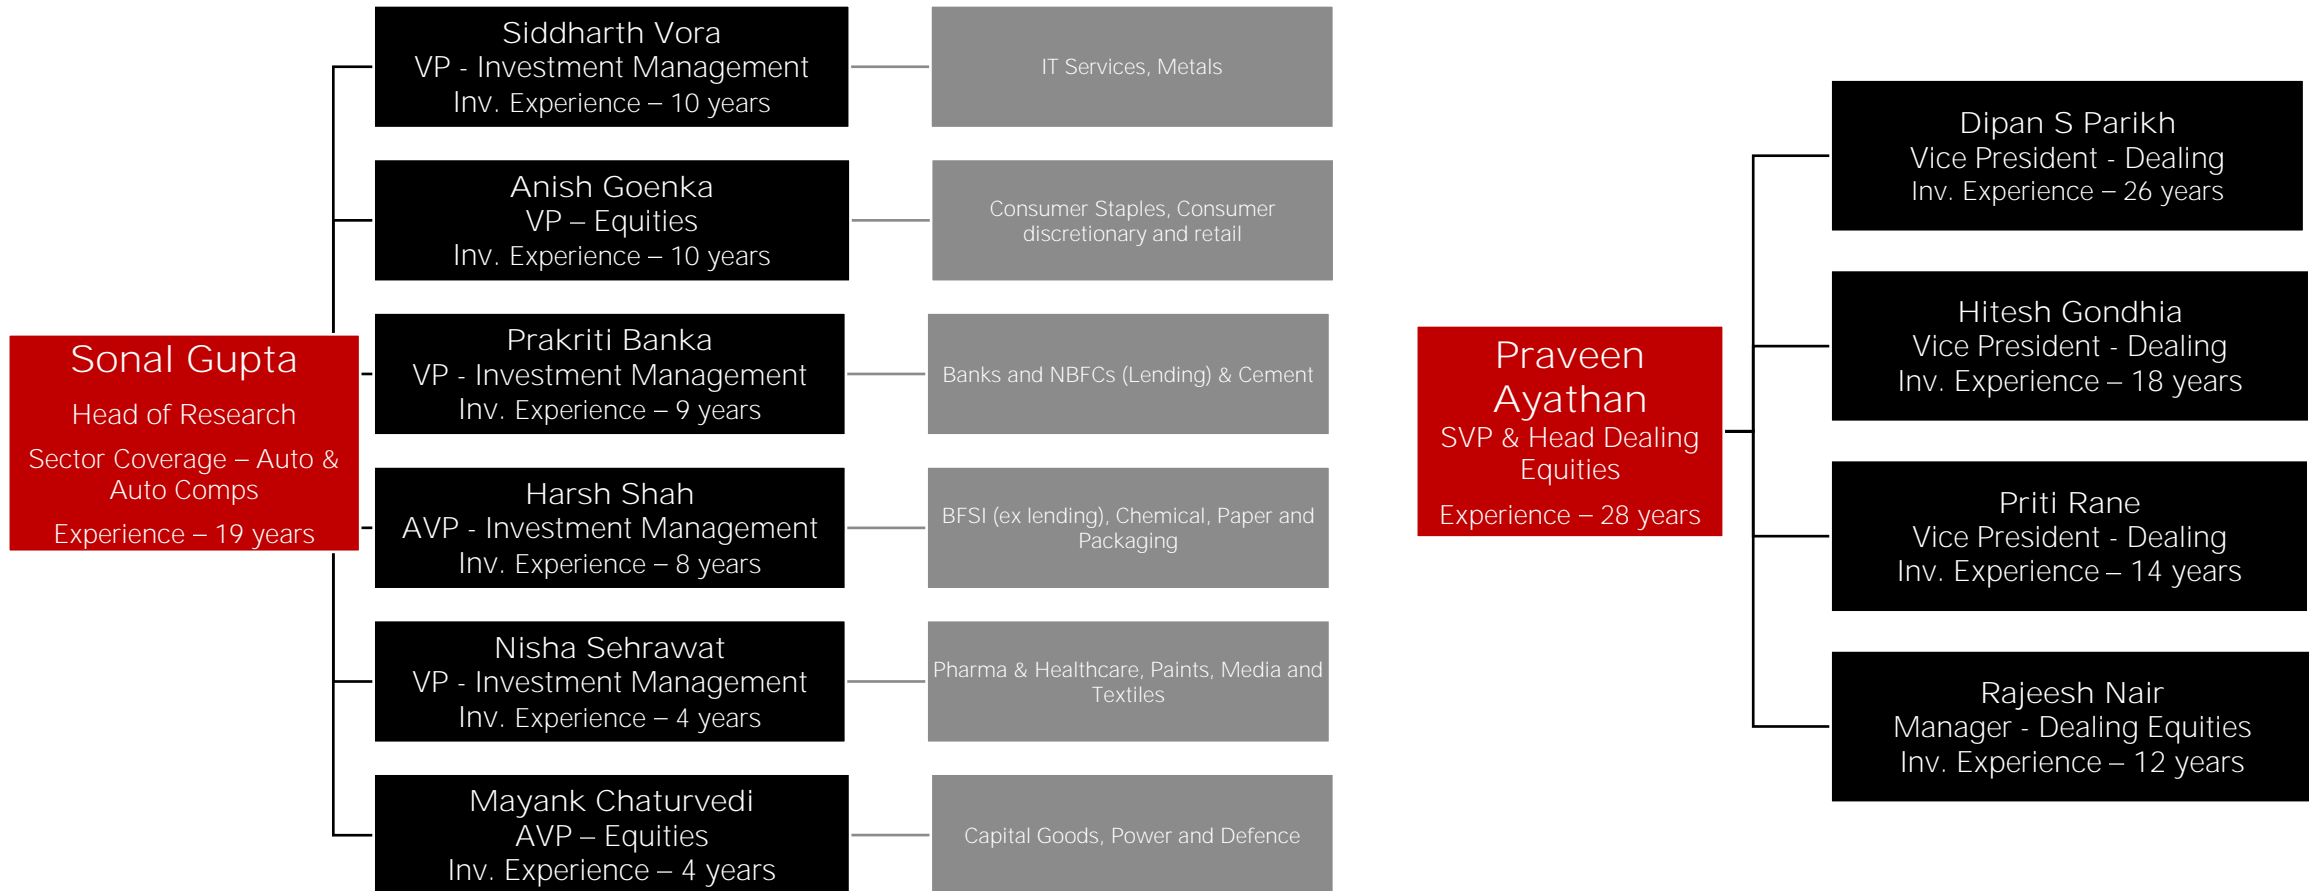 Sonal Gupta
Head of Research
Sector Coverage – Auto &
Auto Comps
Experience – 19 years
Siddharth Vora
VP - Investment Management
Inv. Experience – 10 years
IT Services, Metals
Anish Goenka
VP – Equities
Inv. Experience – 10 years
Consumer Staples, Consumer
discretionary and retail
Prakriti Banka
VP - Investment Management
Inv. Experience – 9 years
Banks and NBFCs (Lending) & Cement
Harsh Shah
AVP - Investment Management
Inv. Experience – 8 years
BFSI (ex lending), Chemical, Paper and
Packaging
Nisha Sehrawat
VP - Investment Management
Inv. Experience – 4 years
Pharma & Healthcare, Paints, Media and
Textiles
Mayank Chaturvedi
AVP – Equities
Inv. Experience – 4 years
Capital Goods, Power and Defence
Praveen
Ayathan
SVP & Head Dealing
Equities
Experience – 28 years
Dipan S Parikh
Vice President - Dealing
Inv. Experience – 26 years
Hitesh Gondhia
Vice President - Dealing
Inv. Experience – 18 years
Priti Rane
Vice President - Dealing
Inv. Experience – 14 years
Rajeesh Nair
Manager - Dealing Equities
Inv. Experience – 12 years